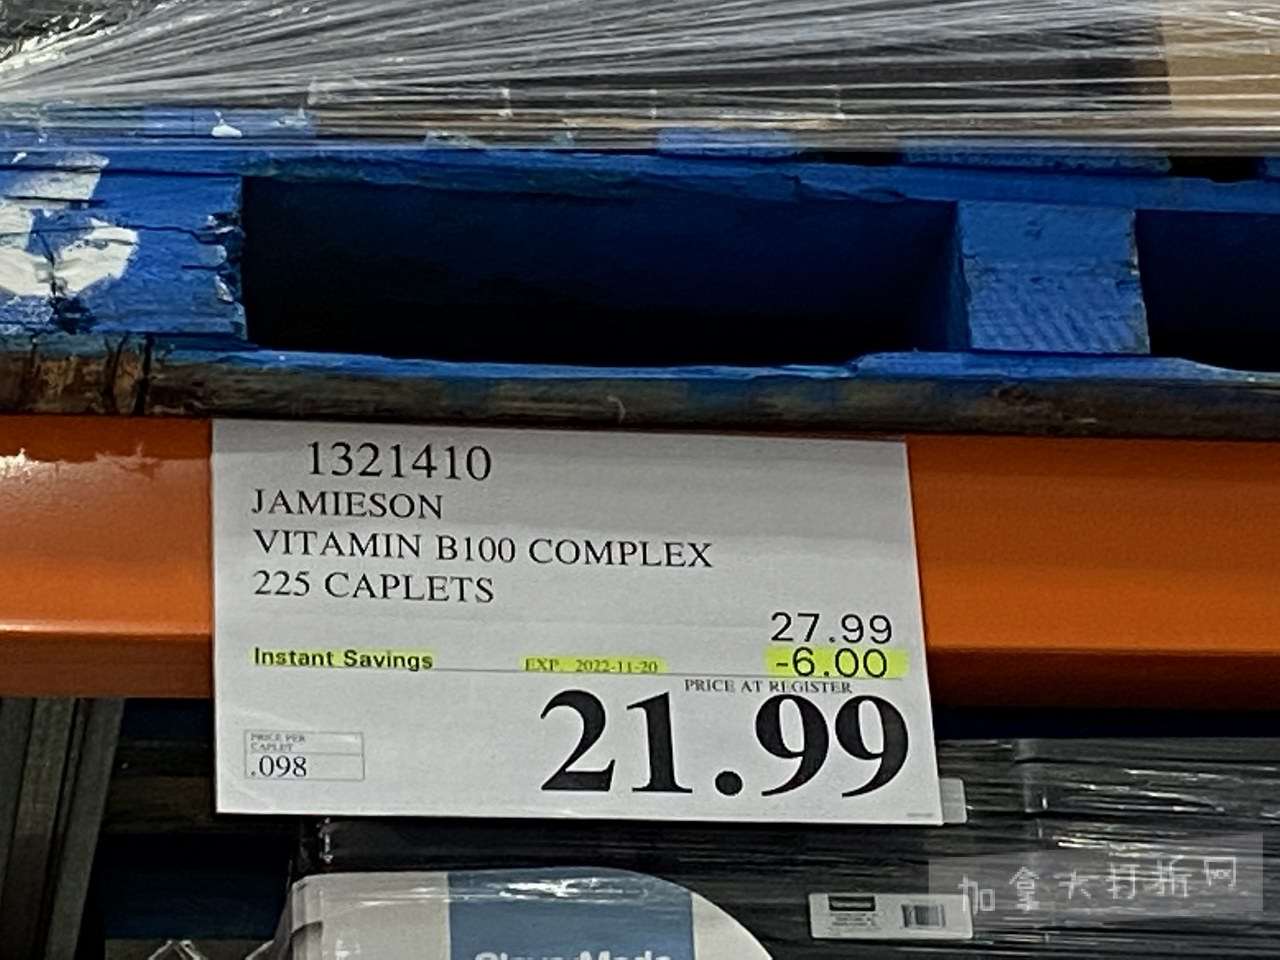 1321410
JAMIESON
VITAMIN B100 COMPLEX
225 CAPLETS
27.99
Instant Savings EXP. 2022-11-20 -6.00
PRICE AT REGISTER
21.99
PRICE PER
CAPLET
.098
加拿大打折网